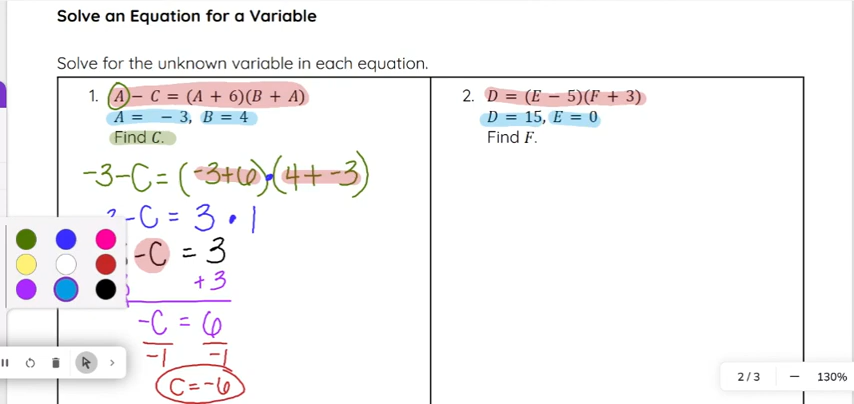 Solve an Equation for a Variable
Solve for the unknown variable in each equation.
1. A − C = (A + 6)(B + A)
A = − 3, B = 4
Find C.
-3-C=(-3+6)•(4+-3)
-C = 3 • 1
-C = 3
+3
-C = 6
-1 -1
C=-6
2. D = (E − 5)(F + 3)
D = 15, E = 0
Find F.
2 / 3 − 130%